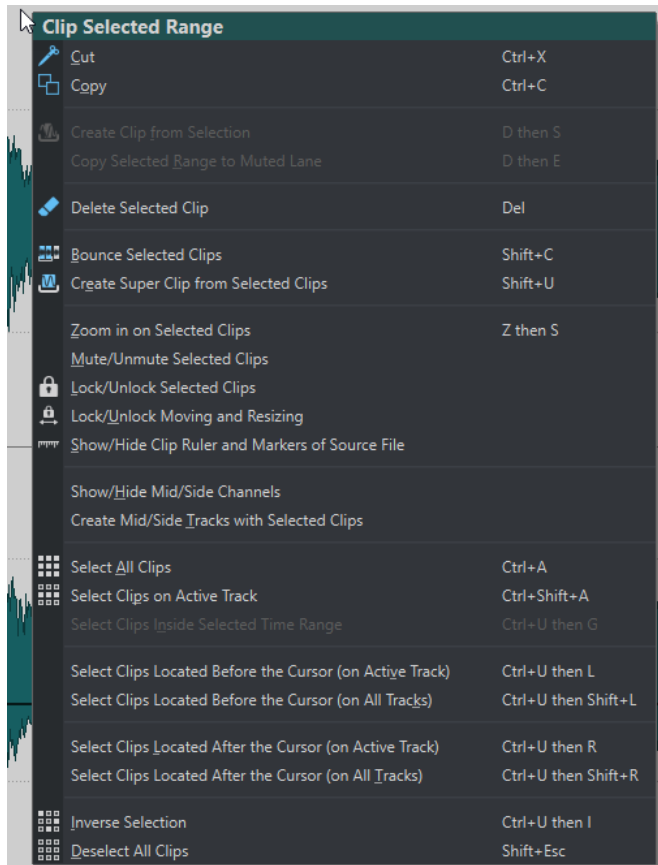 Clip Selected Range
Cut Ctrl+X
Copy Ctrl+C
Create Clip from Selection D then S
Copy Selected Range to Muted Lane D then E
Delete Selected Clip Del
Bounce Selected Clips Shift+C
Create Super Clip from Selected Clips Shift+U
Zoom in on Selected Clips Z then S
Mute/Unmute Selected Clips
Lock/Unlock Selected Clips
Lock/Unlock Moving and Resizing
Show/Hide Clip Ruler and Markers of Source File
Show/Hide Mid/Side Channels
Create Mid/Side Tracks with Selected Clips
Select All Clips Ctrl+A
Select Clips on Active Track Ctrl+Shift+A
Select Clips Inside Selected Time Range Ctrl+U then G
Select Clips Located Before the Cursor (on Active Track) Ctrl+U then L
Select Clips Located Before the Cursor (on All Tracks) Ctrl+U then Shift+L
Select Clips Located After the Cursor (on Active Track) Ctrl+U then R
Select Clips Located After the Cursor (on All Tracks) Ctrl+U then Shift+R
Inverse Selection Ctrl+U then I
Deselect All Clips Shift+Esc